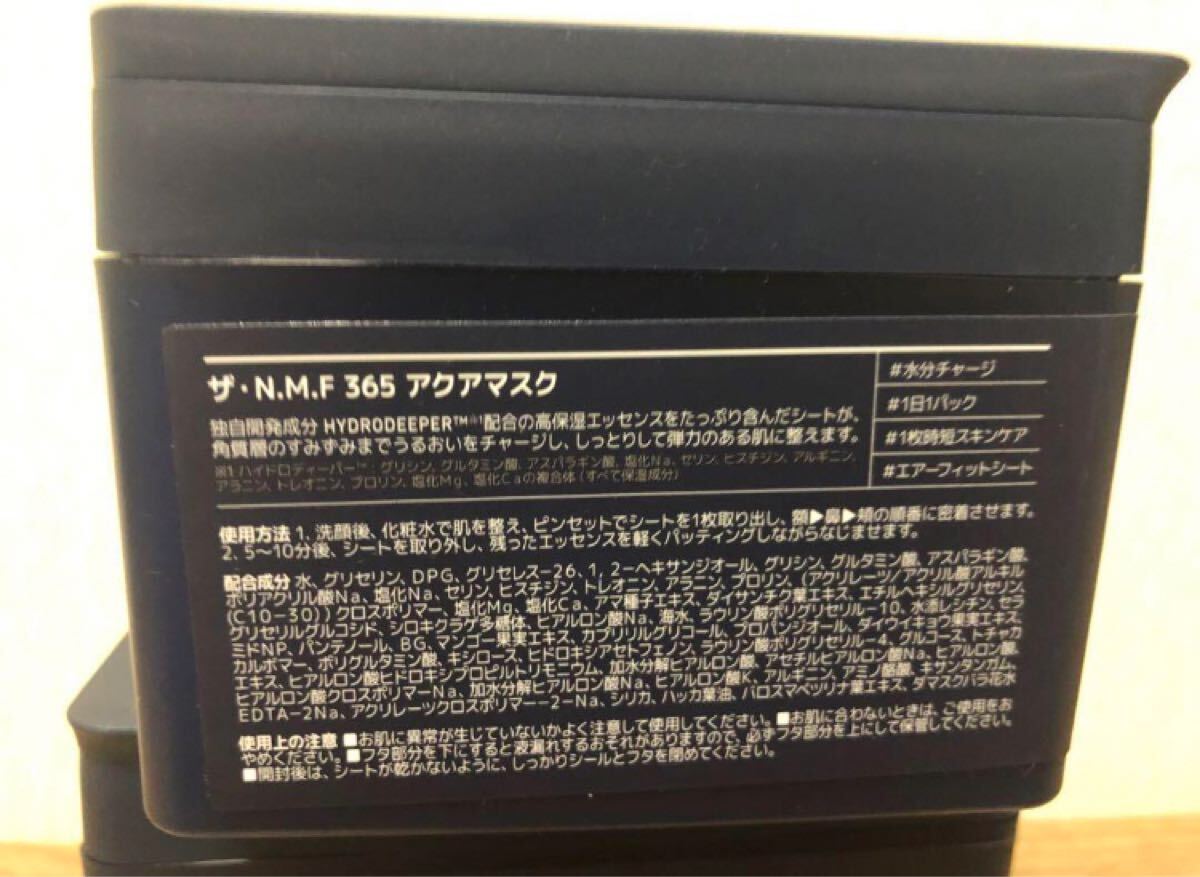 ザ・N.M.F 365 アクアマスク
独自開発成分 HYDRODEEPER™※1配合の高保湿エッセンスをたっぷり含んだシートが、
角質層のすみずみまでうるおいをチャージし、しっとりして弾力のある肌に整えます。
※1 ハイドロディーパー™:グリシン、グルタミン酸、アスパラギン酸、塩化Na、セリン、ヒスチジン、アルギニン、
アラニン、トレオニン、プロリン、塩化Mg、塩化Caの複合体(すべて保湿成分)
#水分チャージ
#1日1パック
#1枚時短スキンケア
#エアーフィットシート
使用方法 1、洗顔後、化粧水で肌を整え、ピンセットでシートを1枚取り出し、額▶鼻▶頬の順番に密着させます。
2、5〜10分後、シートを取り外し、残ったエッセンスを軽くパッティングしながらなじませます。
配合成分 水、グリセリン、DPG、グリセレス-26、1,2-ヘキサンジオール、グリシン、グルタミン酸、アスパラギン酸、
ポリアクリル酸Na、塩化Na、セリン、ヒスチジン、トレオニン、アラニン、プロリン、(アクリレーツ/アクリル酸アルキル
(C10-30))クロスポリマー、塩化Mg、塩化Ca、アマ種子エキス、ダイサンチク葉エキス、エチルヘキシルグリセリン、
グリセリルグルコシド、シロキクラゲ多糖体、ヒアルロン酸Na、海水、ラウリン酸ポリグリセリル-10、水添レシチン、セラ
ミドNP、パンテノール、BG、マンゴー果実エキス、カプリリルグリコール、プロパンジオール、ダイウイキョウ果実エキス、
カルボマー、ポリグルタミン酸、キシロース、ヒドロキシアセトフェノン、ラウリン酸ポリグリセリル-4、グルコース、トチャカ
エキス、ヒアルロン酸ヒドロキシプロピルトリモニウム、加水分解ヒアルロン酸、アセチルヒアルロン酸Na、ヒアルロン酸、
ヒアルロン酸クロスポリマーNa、加水分解ヒアルロン酸Na、ヒアルロン酸K、アルギニン、アミノ酪酸、キサンタンガム、
EDTA-2Na、アクリレーツクロスポリマー-2-Na、シリカ、ハッカ葉油、バロスマベツリナ葉エキス、ダマスクバラ花水
使用上の注意 ■お肌に異常が生じていないかよく注意して使用してください。■お肌に合わないときは、ご使用をお
やめください。■フタ部分を下にすると液漏れするおそれがありますので、必ずフタ部分を上にして保管してください。
■開封後は、シートが乾かないように、しっかりシールとフタを閉めてください。